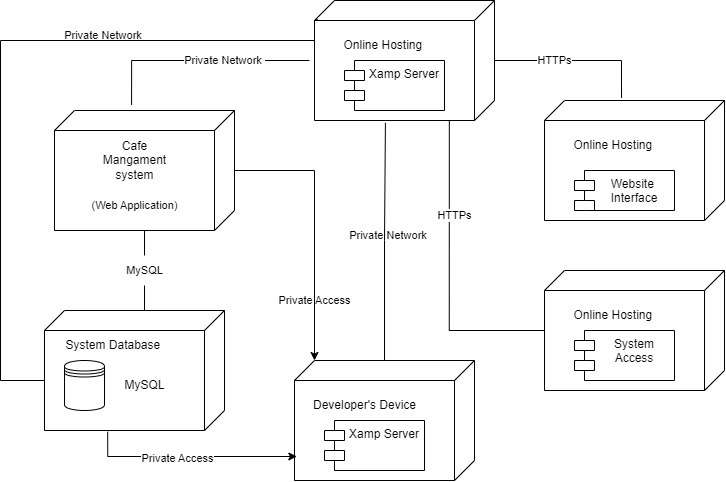 Private Network
Online Hosting
Private Network
HTTPs
Xamp Server
Cafe
Mangament
system
(Web Application)
Online Hosting
Website
Interface
HTTPs
Private Network
MySQL
Private Access
Online Hosting
System
Access
System Database
MySQL
Developer's Device
Xamp Server
Private Access